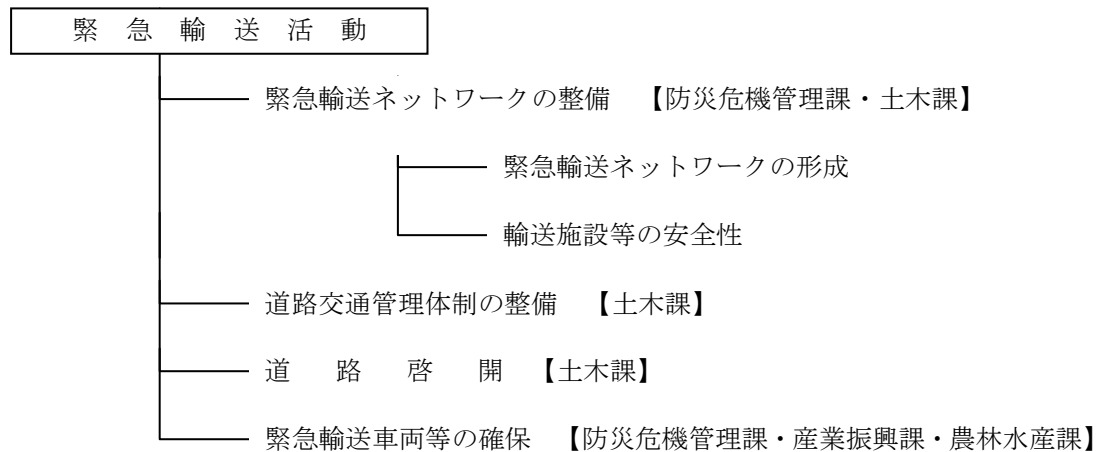 緊急輸送活動
緊急輸送ネットワークの整備　【防災危機管理課・土木課】
緊急輸送ネットワークの形成
輸送施設等の安全性
道路交通管理体制の整備　【土木課】
道　路　啓　開　【土木課】
緊急輸送車両等の確保　【防災危機管理課・産業振興課・農林水産課】